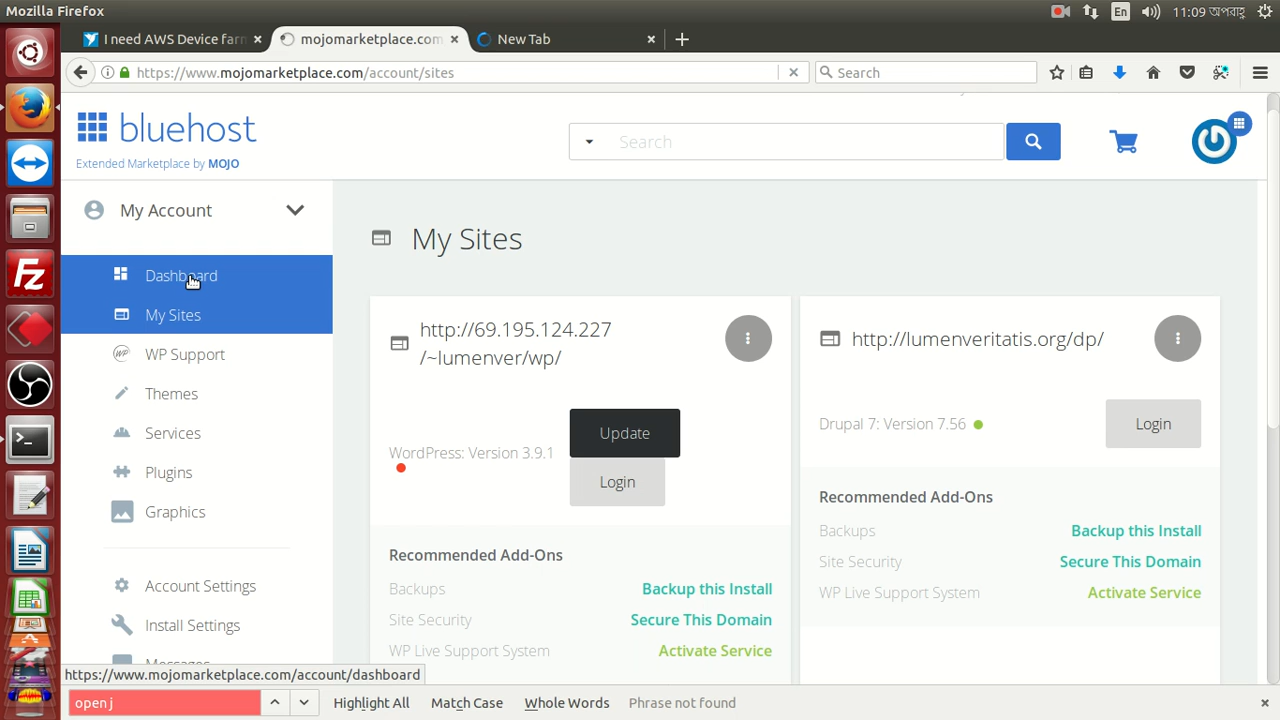 Mozilla Firefox
En
11:09 অপরাহ্ণ
I need AWS Device farm
mojomarketplace.com
New Tab
https://www.mojomarketplace.com/account/sites
Search
bluehost
Extended Marketplace by MOJO
Search
My Account
Dashboard
My Sites
WP Support
Themes
Services
Plugins
Graphics
Account Settings
Install Settings
Messages
My Sites
http://69.195.124.227
/~lumenver/wp/
WordPress: Version 3.9.1
Update
Login
Recommended Add-Ons
Backups Backup this Install
Site Security Secure This Domain
WP Live Support System Activate Service
http://lumenveritatis.org/dp/
Drupal 7: Version 7.56
Login
Recommended Add-Ons
Backups Backup this Install
Site Security Secure This Domain
WP Live Support System Activate Service
https://www.mojomarketplace.com/account/dashboard
open j
Highlight All
Match Case
Whole Words
Phrase not found